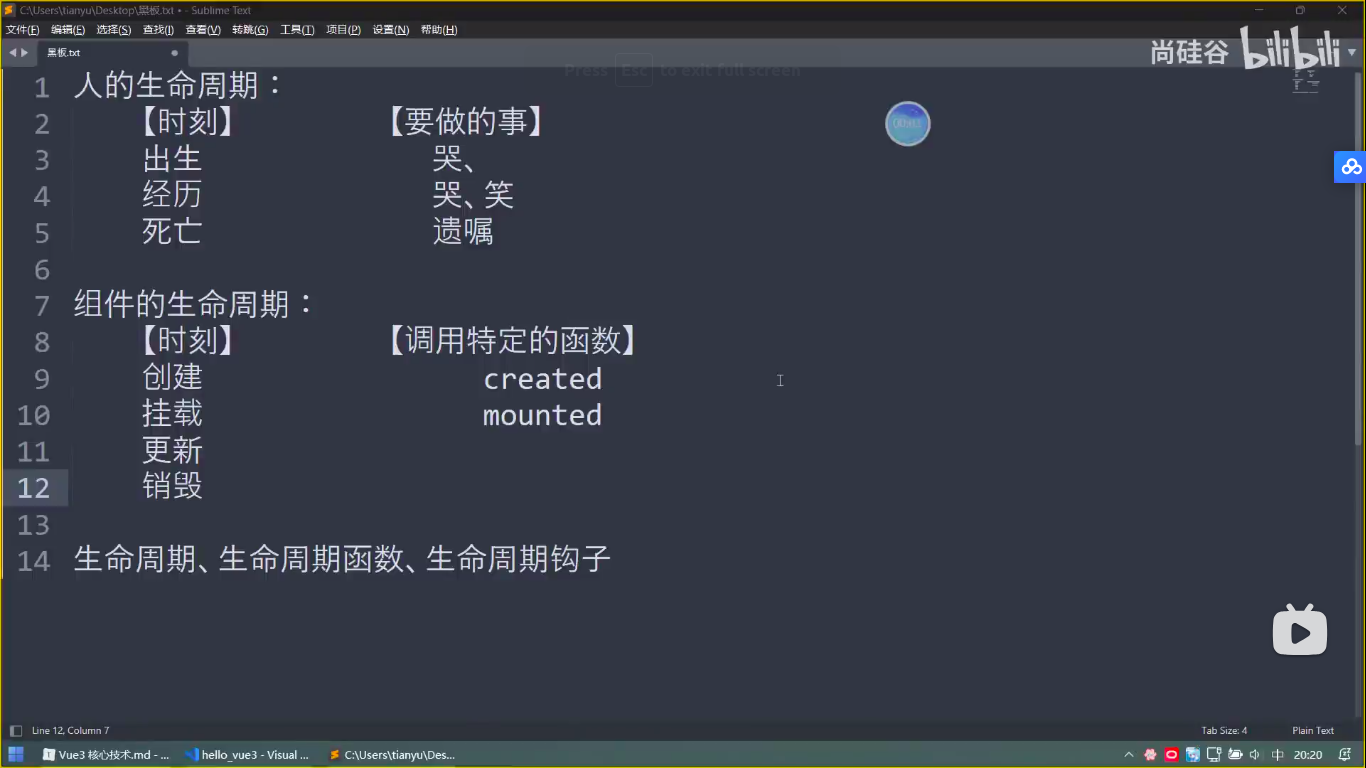 C:\Users\tianyu\Desktop\黑板.txt • - Sublime Text
文件(F) 编辑(E) 选择(S) 查找(I) 查看(V) 转跳(G) 工具(T) 项目(P) 设置(N) 帮助(H)
黑板.txt
尚硅谷 bilibili
Press Esc to exit full screen
1 人的生命周期：
2 【时刻】 【要做的事】
3 出生 哭、
4 经历 哭、笑
5 死亡 遗嘱
6
7 组件的生命周期：
8 【时刻】 【调用特定的函数】
9 创建 created
10 挂载 mounted
11 更新
12 销毁
13
14 生命周期、生命周期函数、生命周期钩子
Line 12, Column 7 Tab Size: 4 Plain Text
Vue3 核心技术.md - ... hello_vue3 - Visual ... C:\Users\tianyu\Des... 中 20:20